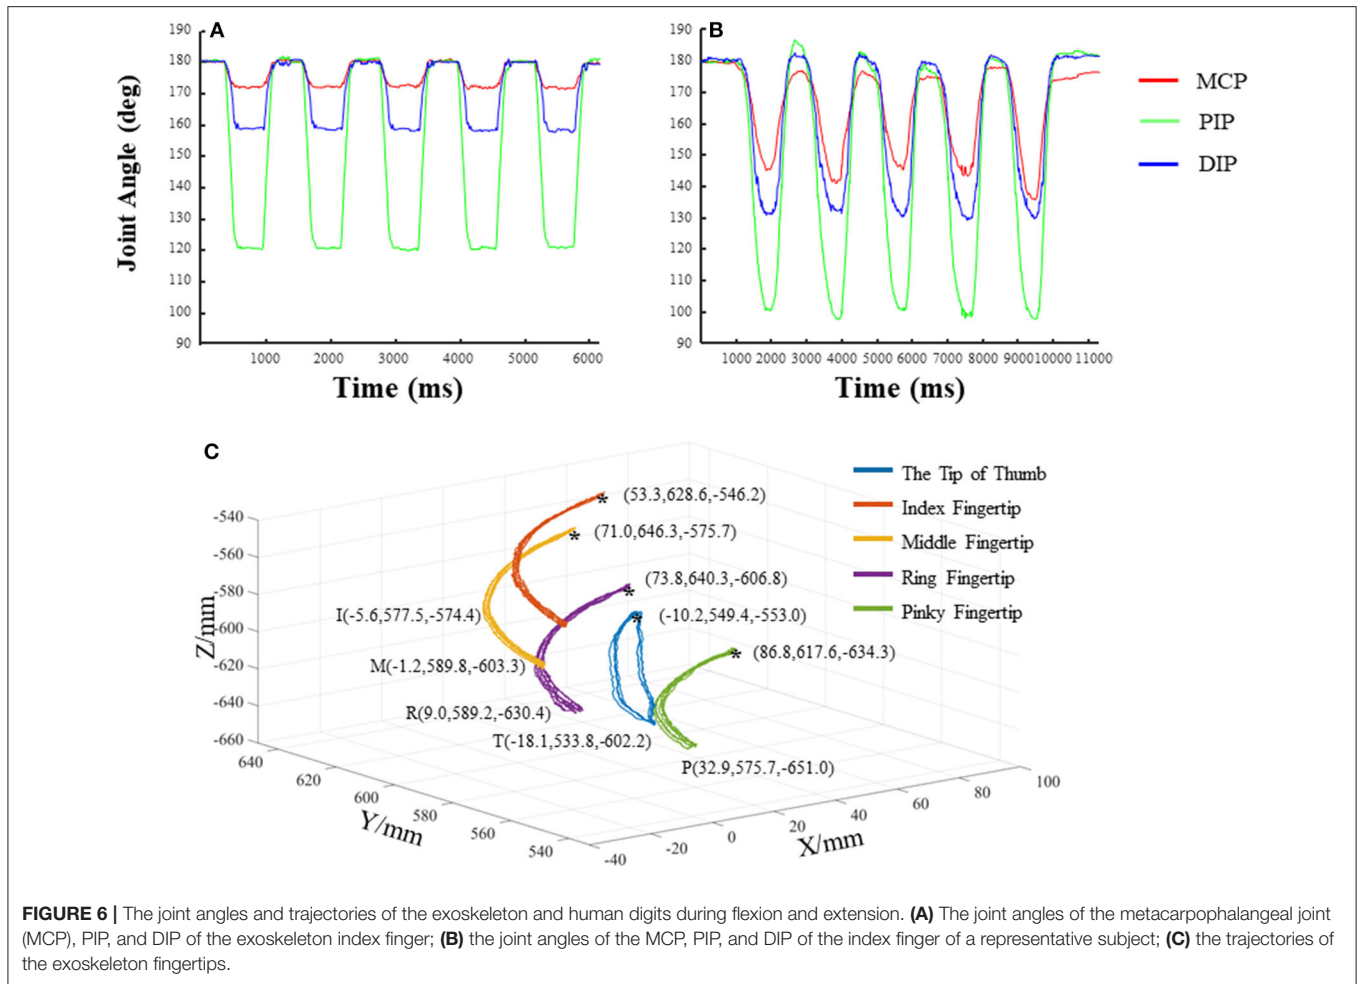 A
B
190
180
170
160
150
140
130
120
110
100
90
Joint Angle (deg)
1000 2000 3000 4000 5000 6000
Time (ms)
190
180
170
160
150
140
130
120
110
100
90
1000 2000 3000 4000 5000 6000 7000 8000 9000 10000 11000
Time (ms)
MCP
PIP
DIP
C
The Tip of Thumb
Index Fingertip
Middle Fingertip
Ring Fingertip
Pinky Fingertip
(53.3,628.6,-546.2)
(71.0,646.3,-575.7)
(73.8,640.3,-606.8)
(-10.2,549.4,-553.0)
(86.8,617.6,-634.3)
I(-5.6,577.5,-574.4)
M(-1.2,589.8,-603.3)
R(9.0,589.2,-630.4)
T(-18.1,533.8,-602.2)
P(32.9,575.7,-651.0)
-540
-560
-580
-600
-620
-640
-660
Z/mm
640
620
600
580
560
540
Y/mm
-40
-20
0
20
40
60
80
100
X/mm
FIGURE 6 | The joint angles and trajectories of the exoskeleton and human digits during flexion and extension. (A) The joint angles of the metacarpophalangeal joint
(MCP), PIP, and DIP of the exoskeleton index finger; (B) the joint angles of the MCP, PIP, and DIP of the index finger of a representative subject; (C) the trajectories of
the exoskeleton fingertips.